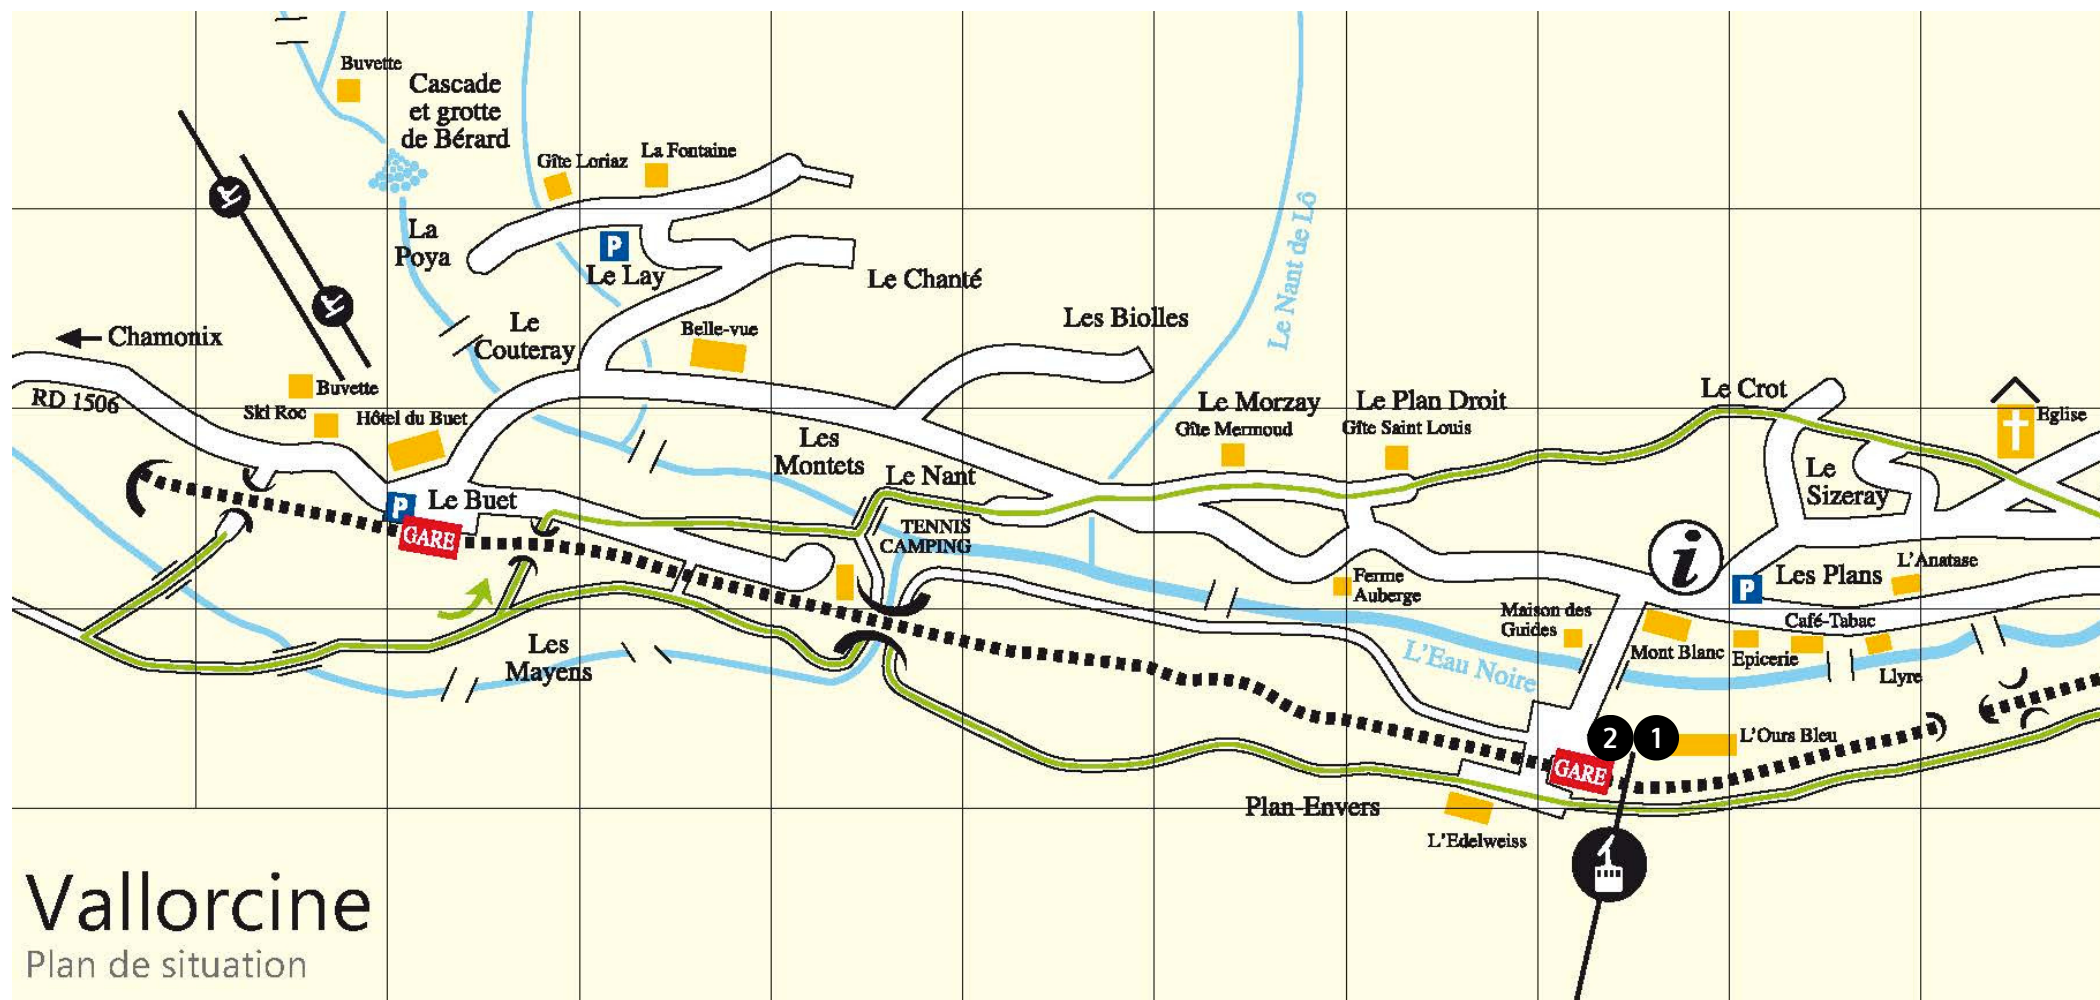 Buvette
Cascade
et grotte
de Bérard
Gîte Loriaz
La Fontaine
La
Poya
P
Le Lay
Le Chanté
Le Nant de Lô
Chamonix
Le
Couteray
Belle-vue
Les Biolles
RD 1506
Buvette
Ski Roc
Hôtel du Buet
Le Morzay
Gîte Mermoud
Le Plan Droit
Gîte Saint Louis
Le Crot
Eglise
Les
Montets
Le Nant
Le
Sizeray
P
Le Buet
GARE
TENNIS
CAMPING
Ferme
Auberge
i
P
Les Plans
L'Anatase
Maison des
Guides
Mont Blanc
Epicerie
Café-Tabac
Llyre
Les
Mayens
L'Eau Noire
2
1
L'Ours Bleu
GARE
Plan-Envers
L'Edelweiss
Vallorcine
Plan de situation